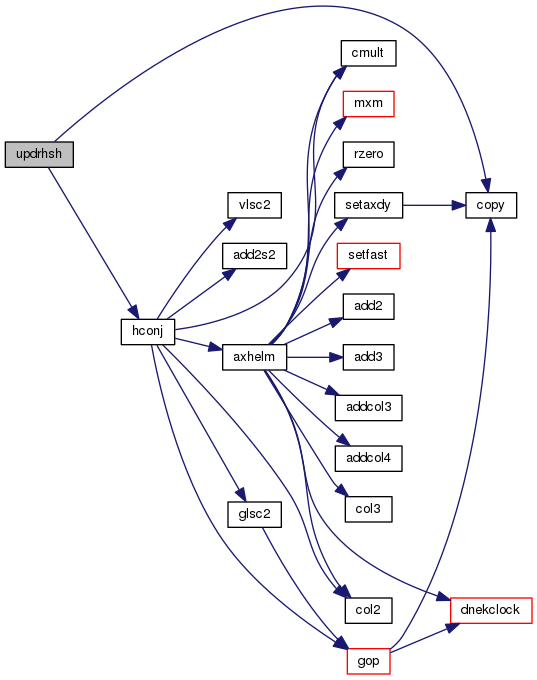 cmult
mxm
updrhsh
rzero
vlsc2
setaxdy
copy
add2s2
setfast
add2
hconj
axhelm
add3
addcol3
addcol4
glsc2
col3
col2
dnekclock
gop